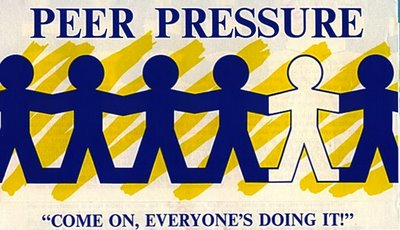 PEER PRESSURE
“COME ON, EVERYONE'S DOING IT!”